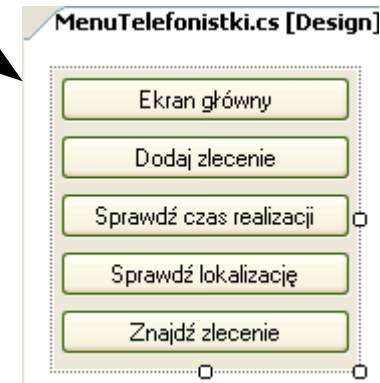 MenuTelefonistki.cs [Design]
Ekran główny
Dodaj zlecenie
Sprawdź czas realizacji
Sprawdź lokalizację
Znajdź zlecenie